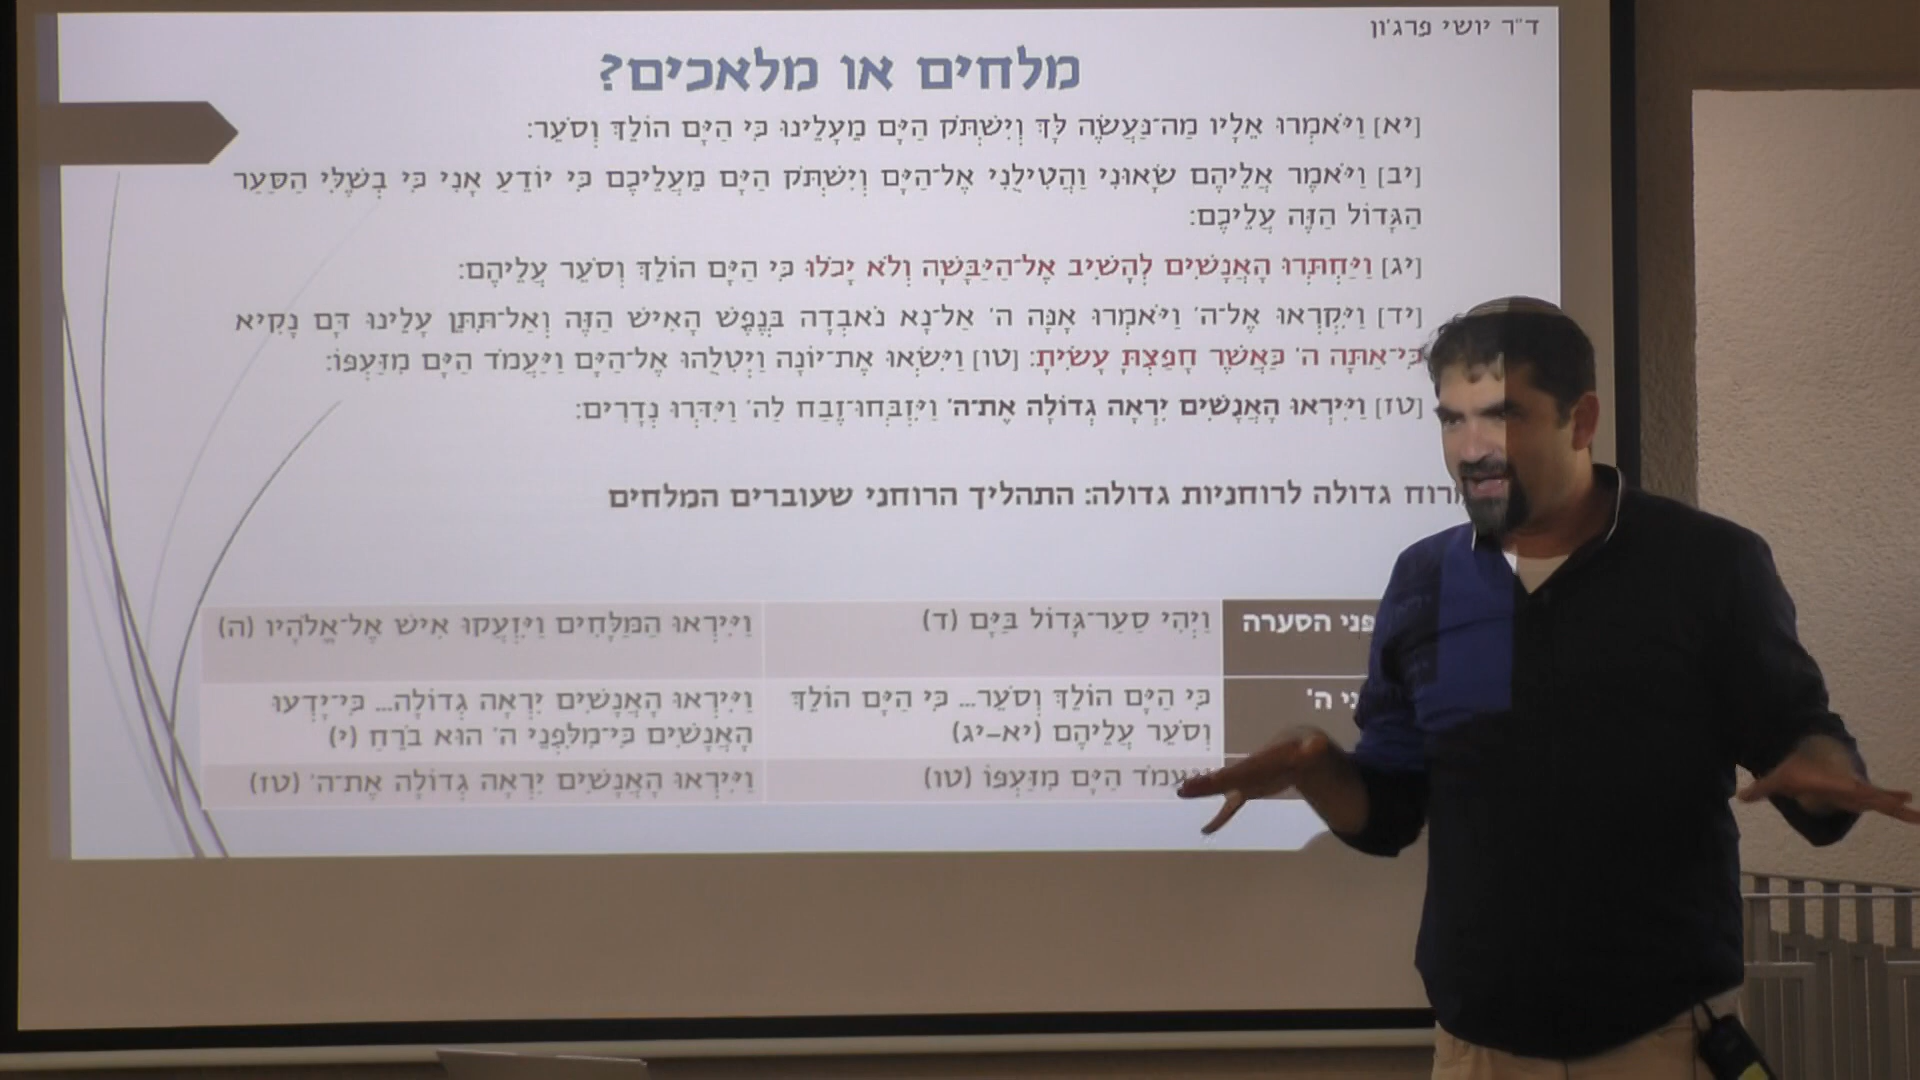 ד״ר יושי פרג׳ון
מלחים או מלאכים?
[יא] וַיֹּאמְרוּ אֵלָיו מַה־נַּעֲשֶׂה לָּךְ וְיִשְׁתֹּק הַיָּם מֵעָלֵינוּ כִּי הַיָּם הוֹלֵךְ וְסֹעֵר:
[יב] וַיֹּאמֶר אֲלֵיהֶם שָׂאוּנִי וַהֲטִילֻנִי אֶל־הַיָּם וְיִשְׁתֹּק הַיָּם מֵעֲלֵיכֶם כִּי יוֹדֵעַ אָנִי כִּי בְשֶׁלִּי הַסַּעַר
הַגָּדוֹל הַזֶּה עֲלֵיכֶם:
[יג] וַיַּחְתְּרוּ הָאֲנָשִׁים לְהָשִׁיב אֶל־הַיַּבָּשָׁה וְלֹא יָכֹלוּ כִּי הַיָּם הוֹלֵךְ וְסֹעֵר עֲלֵיהֶם:
[יד] וַיִּקְרְאוּ אֶל־ה׳ וַיֹּאמְרוּ אָנָּה ה׳ אַל־נָא נֹאבְדָה בְּנֶפֶשׁ הָאִישׁ הַזֶּה וְאַל־תִּתֵּן עָלֵינוּ דָּם נָקִיא
כִּי־אַתָּה ה׳ כַּאֲשֶׁר חָפַצְתָּ עָשִׂיתָ: [טו] וַיִּשְׂאוּ אֶת־יוֹנָה וַיְטִלֻהוּ אֶל־הַיָּם וַיַּעֲמֹד הַיָּם מִזַּעְפּוֹ:
[טז] וַיִּירְאוּ הָאֲנָשִׁים יִרְאָה גְדוֹלָה אֶת־ה׳ וַיִּזְבְּחוּ־זֶבַח לַה׳ וַיִּדְּרוּ נְדָרִים:
גדולה לרוחניות גדולה: התהליך הרוחני שעוברים המלחים
הסערה וַיְהִי סַעַר־גָּדוֹל בַּיָּם (ד) וַיִּירְאוּ הַמַּלָּחִים וַיִּזְעֲקוּ אִישׁ אֶל־אֱלֹהָיו (ה)
ה' כִּי הַיָּם הוֹלֵךְ וְסֹעֵר... כִּי הַיָּם הוֹלֵךְ וַיִּירְאוּ הָאֲנָשִׁים יִרְאָה גְדוֹלָה... כִּי־יָדְעוּ
וְסֹעֵר עֲלֵיהֶם (יא–יג) הָאֲנָשִׁים כִּי־מִלִּפְנֵי ה׳ הוּא בֹרֵחַ (י)
הַיָּם מִזַּעְפּוֹ (טו) וַיִּירְאוּ הָאֲנָשִׁים יִרְאָה גְדוֹלָה אֶת־ה׳ (טז)